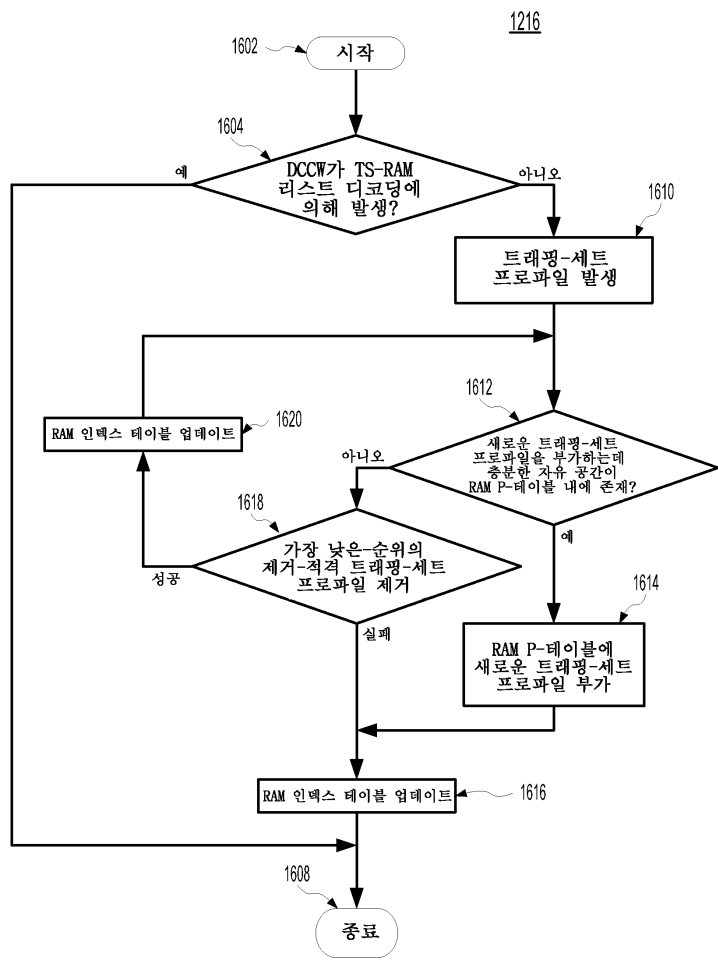 1216
1602
시작
1604
예
DCCW가 TS-RAM
리스트 디코딩에
의해 발생?
아니오
1610
트래핑-세트
프로파일 발생
1612
1620
RAM 인덱스 테이블 업데이트
새로운 트래핑-세트
프로파일을 부가하는데
충분한 자유 공간이
RAM P-테이블 내에 존재?
아니오
1618
예
가장 낮은-순위의
제거-적격 트래핑-세트
프로파일 제거
성공
1614
실패
RAM P-테이블에
새로운 트래핑-세트
프로파일 부가
RAM 인덱스 테이블 업데이트
1616
1608
종료